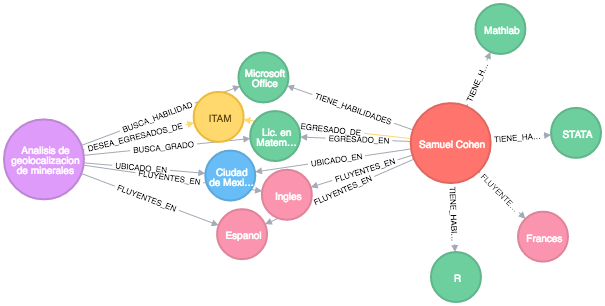 Mathlab
Microsoft
Office
TIENE_H...
BUSCA_HABILIDAD
TIENE_HABILIDADES
ITAM
DESEA_EGRESADOS_DE
Lic. en
Matem...
EGRESADO_DE
EGRESADO_EN
Samuel Cohen
TIENE_HA...
STATA
BUSCA_GRADO
Analisis de
geolocalizacion
de minerales
UBICADO_EN
Ciudad
de Mexi...
UBICADO_EN
FLUYENTES_EN
Ingles
FLUYENTES_EN
FLUYENTES_EN
FLUYENTES_EN
Espanol
TIENE_HABI...
FLUYENTE...
Frances
R